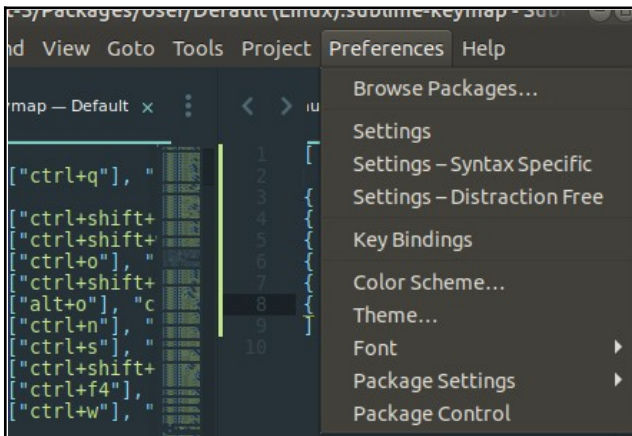 t-3/Packages/User/Default (Linux).sublime-keymap - Sub
nd View Goto Tools Project Preferences Help
ymap — Default ×
Browse Packages...
Settings
Settings – Syntax Specific
Settings – Distraction Free
Key Bindings
Color Scheme...
Theme...
Font
Package Settings
Package Control
["ctrl+q"], "
["ctrl+shift+
["ctrl+shift+
["ctrl+o"], "
["ctrl+shift+
["alt+o"], "c
["ctrl+n"], "
["ctrl+s"], "
["ctrl+shift+
["ctrl+f4"],
["ctrl+w"], "
1 [
2
3 {
4 {
5 {
6 {
7 {
8 {
9 ]
10